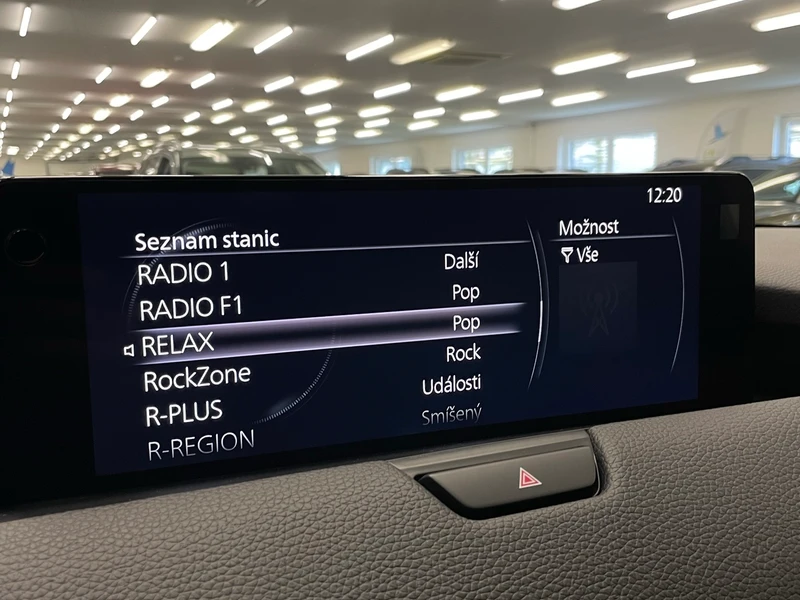 12:20
Seznam stanic
Možnost
RADIO 1 Další
Vše
RADIO F1 Pop
RELAX Pop
RockZone Rock
R-PLUS Události
R-REGION Smíšený